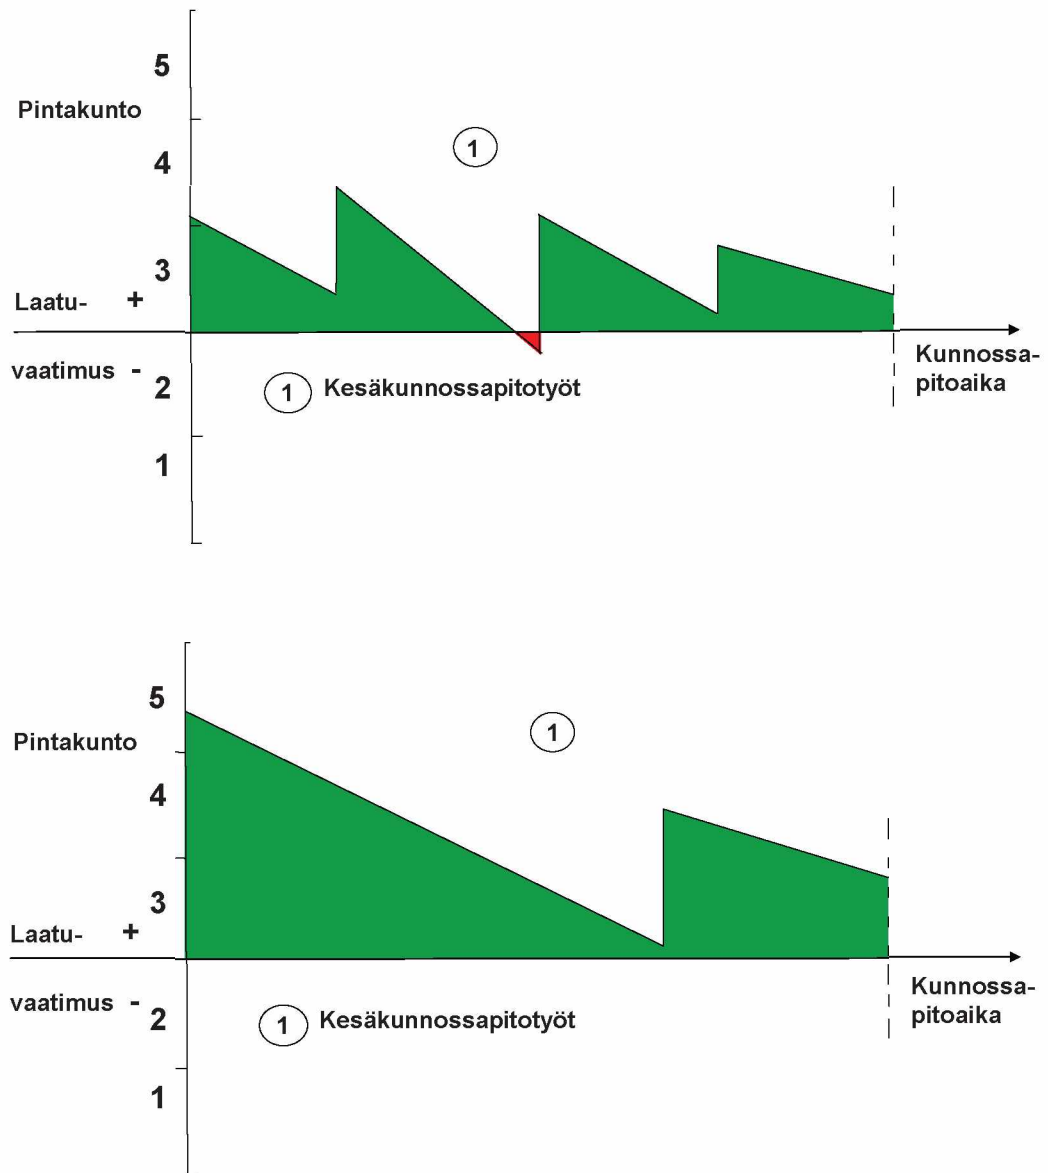 5
Pintakunto
1
4
3
Laatu- +
vaatimus -
2
1 Kesäkunnossapitotyöt
Kunnossa-
pitoaika
1
5
Pintakunto
1
4
3
Laatu- +
vaatimus -
2
1 Kesäkunnossapitotyöt
Kunnossa-
pitoaika
1